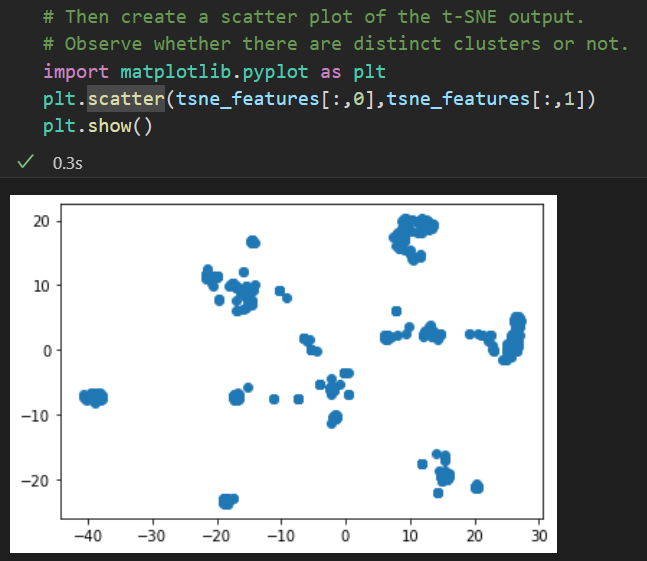 # Then create a scatter plot of the t-SNE output.
# Observe whether there are distinct clusters or not.
import matplotlib.pyplot as plt
plt.scatter(tsne_features[:,0],tsne_features[:,1])
plt.show()
0.3s
20
10
0
−10
−20
−40 −30 −20 −10 0 10 20 30